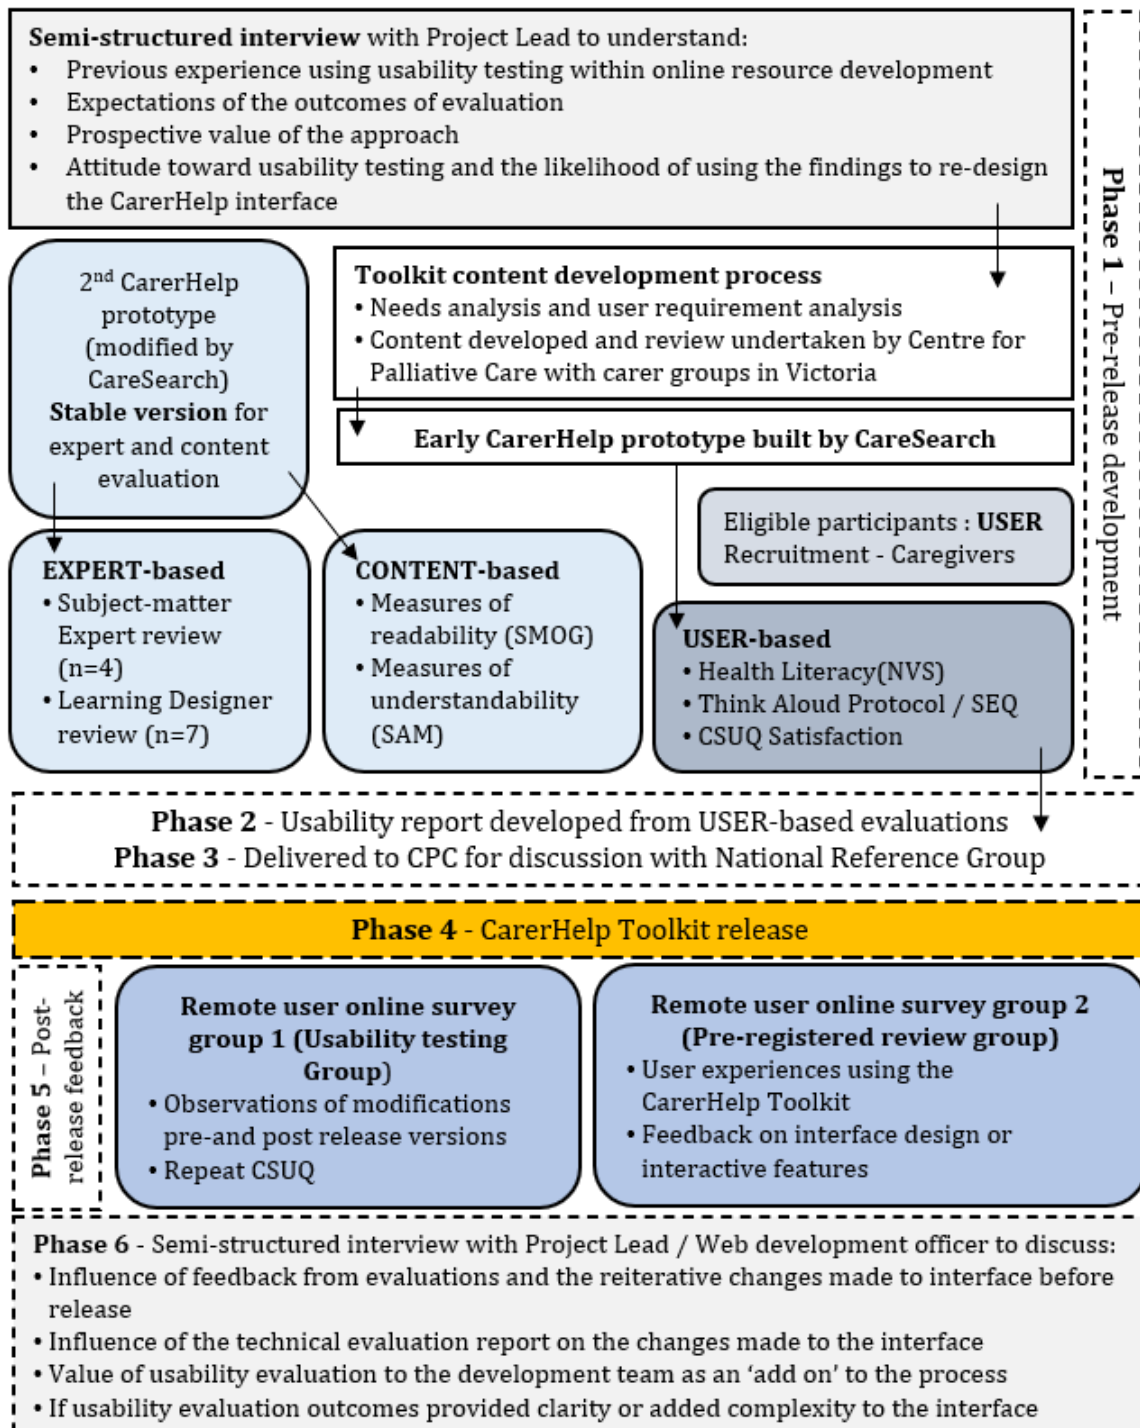 Semi-structured interview with Project Lead to understand:
• Previous experience using usability testing within online resource development
• Expectations of the outcomes of evaluation
• Prospective value of the approach
• Attitude toward usability testing and the likelihood of using the findings to re-design
the CarerHelp interface
Phase 1 – Pre-release development
2nd CarerHelp
prototype
(modified by
CareSearch)
Stable version for
expert and content
evaluation
Toolkit content development process
• Needs analysis and user requirement analysis
• Content developed and review undertaken by Centre for
Palliative Care with carer groups in Victoria
Early CarerHelp prototype built by CareSearch
Eligible participants : USER
Recruitment - Caregivers
EXPERT-based
• Subject-matter
Expert review
(n=4)
• Learning Designer
review (n=7)
CONTENT-based
• Measures of
readability (SMOG)
• Measures of
understandability
(SAM)
USER-based
• Health Literacy(NVS)
• Think Aloud Protocol / SEQ
• CSUQ Satisfaction
Phase 2 - Usability report developed from USER-based evaluations
Phase 3 - Delivered to CPC for discussion with National Reference Group
Phase 4 - CarerHelp Toolkit release
Phase 5 – Post-
release feedback
Remote user online survey
group 1 (Usability testing
Group)
• Observations of modifications
pre-and post release versions
• Repeat CSUQ
Remote user online survey group 2
(Pre-registered review group)
• User experiences using the
CarerHelp Toolkit
• Feedback on interface design or
interactive features
Phase 6 - Semi-structured interview with Project Lead / Web development officer to discuss:
• Influence of feedback from evaluations and the reiterative changes made to interface before
release
• Influence of the technical evaluation report on the changes made to the interface
• Value of usability evaluation to the development team as an ‘add on’ to the process
• If usability evaluation outcomes provided clarity or added complexity to the interface